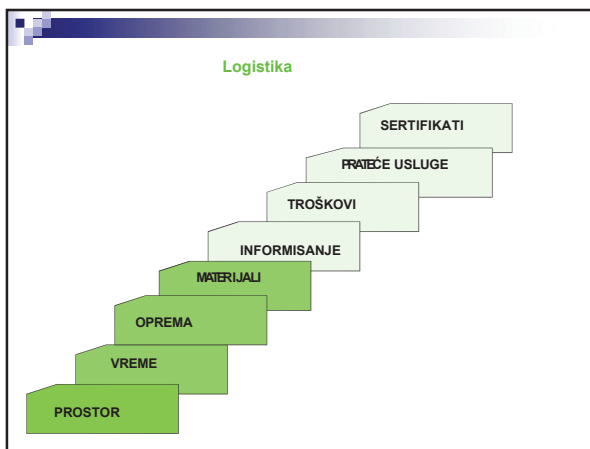 Logistika
SERTIFIKATI
PRATEĆE USLUGE
TROŠKOVI
INFORMISANJE
MATERIJALI
OPREMA
VREME
PROSTOR